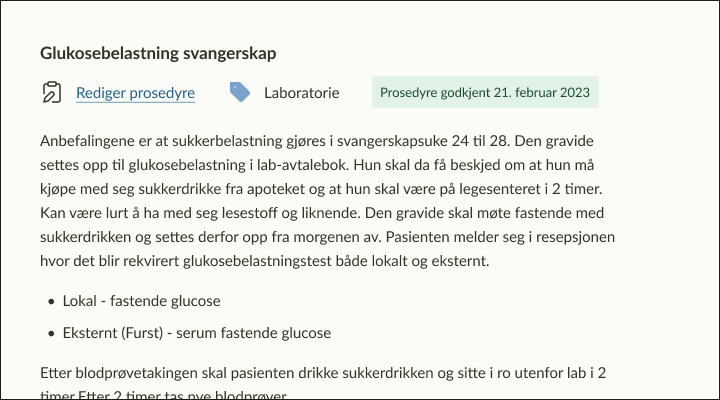 Glukosebelastning svangerskap
Rediger prosedyre Laboratorie Prosedyre godkjent 21. februar 2023
Anbefalingene er at sukkerbelastning gjøres i svangerskapsuke 24 til 28. Den gravide
settes opp til glukosebelastning i lab-avtalebok. Hun skal da få beskjed om at hun må
kjøpe med seg sukkerdrikke fra apoteket og at hun skal være på legesenteret i 2 timer.
Kan være lurt å ha med seg lesestoff og liknende. Den gravide skal møte fastende med
sukkerdrikken og settes derfor opp fra morgenen av. Pasienten melder seg i resepsjonen
hvor det blir rekvirert glukosebelastningstest både lokalt og eksternt.
• Lokal - fastende glucose
• Eksternt (Furst) - serum fastende glucose
Etter blodprøvetakingen skal pasienten drikke sukkerdrikken og sitte i ro utenfor lab i 2
timer Etter 2 timer tas nye blodprøver